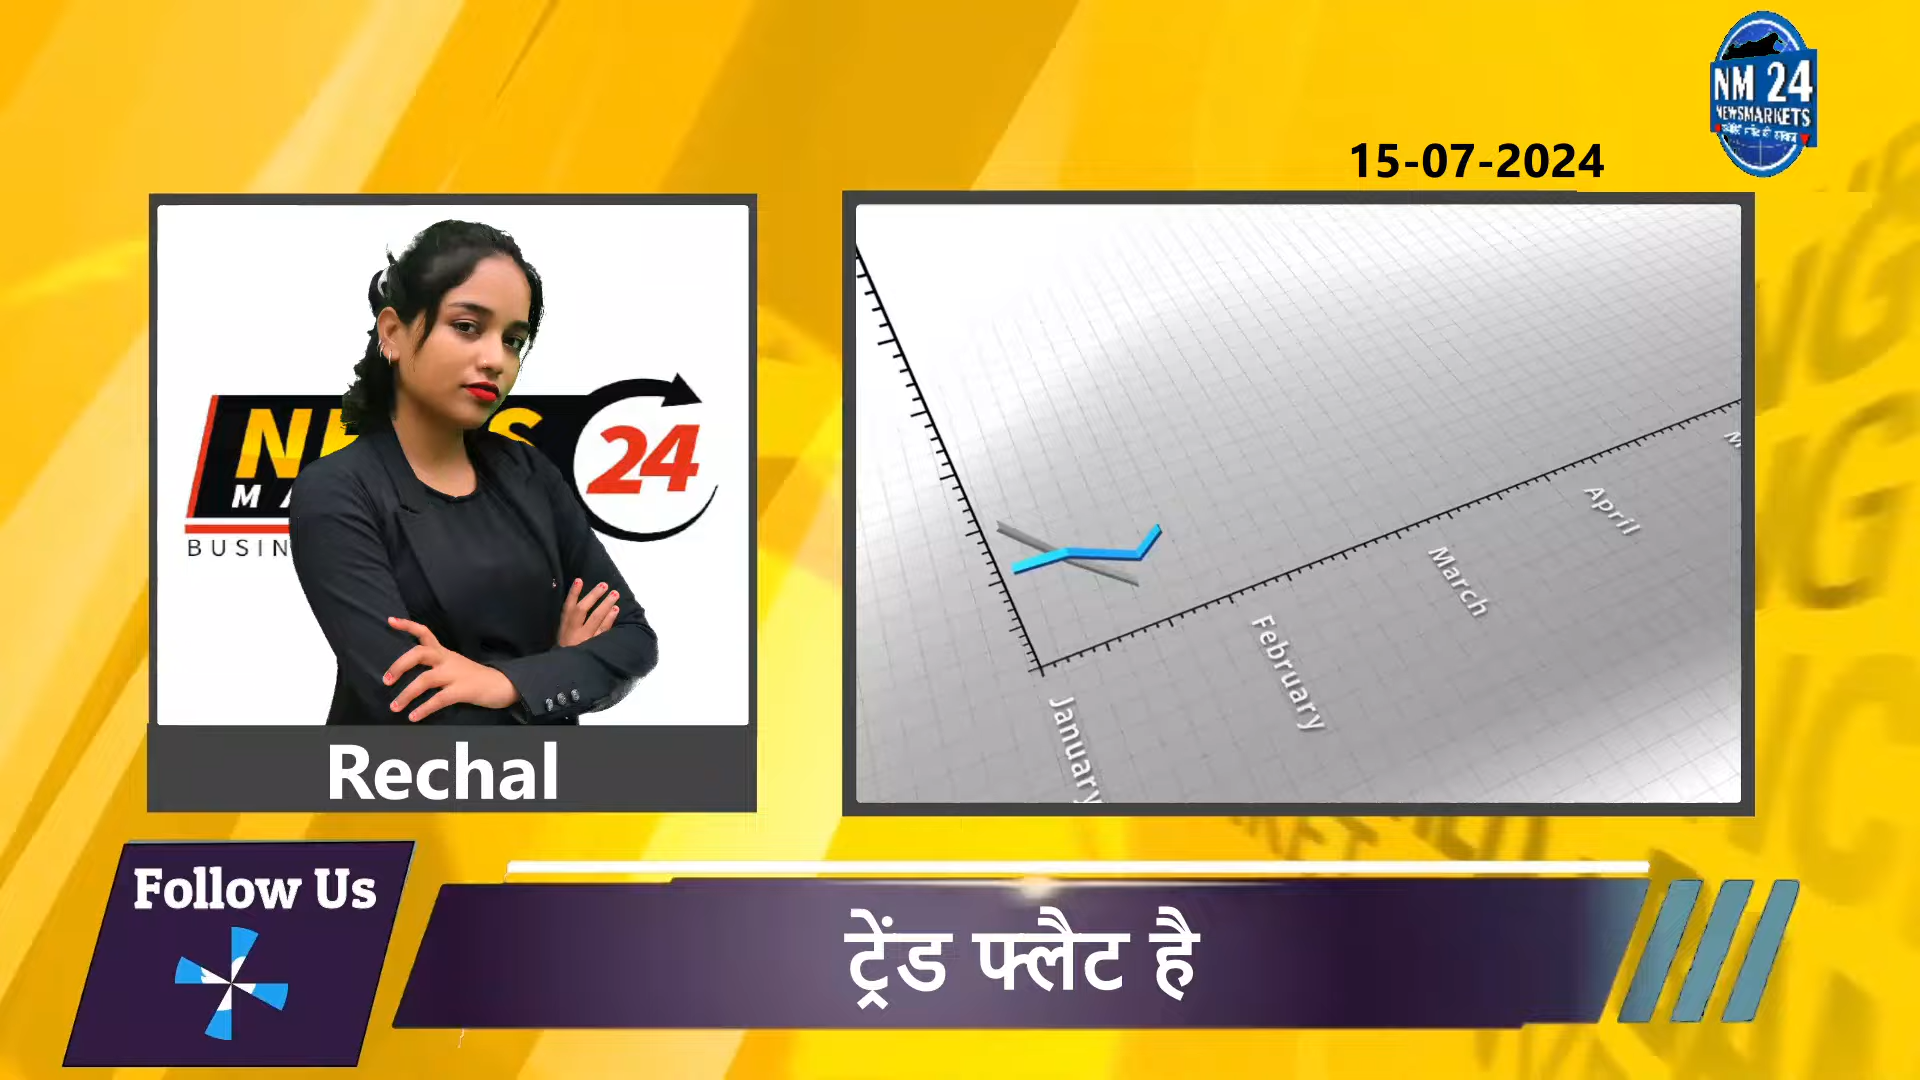 NM 24
NEWSMARKETS
15-07-2024
24
BUSIN
Rechal
January
February
March
April
Follow Us
ट्रेंड फ्लैट है